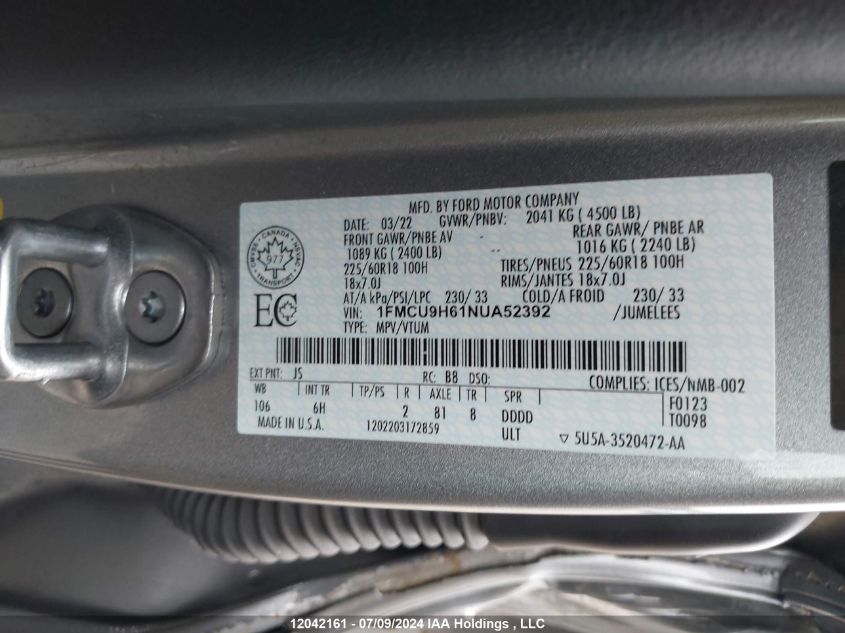 MFD. BY FORD MOTOR COMPANY
DATE: 03/22 GVWR/PNBV: 2041 KG ( 4500 LB)
FRONT GAWR/PNBE AV -- REAR GAWR/ PNBE AR
1089 KG ( 2400 LB) 1016 KG ( 2240 LB)
225/60R18 100H TIRES/PNEUS 225/60R18 100H
18x7.0J RIMS/JANTES 18x7.0J
AT/A kPa/PSI/LPC 230/ 33 COLD/A FROID 230/ 33
VIN: 1FMCU9H61NUA52392 /JUMELEES
TYPE: MPV/VTUM
CANADA
977
TRANSPORT
EC
EXT PNT: JS RC: B8 DSO: COMPLIES: ICES/NMB-002
WB INT TR TP/PS R AXLE TR SPR F0123
106 6H 2 81 8 DDDD T0098
MADE IN U.S.A. 1202203172859 ULT ▽ 5U5A-3520472-AA
12042161 - 07/09/2024 IAA Holdings , LLC